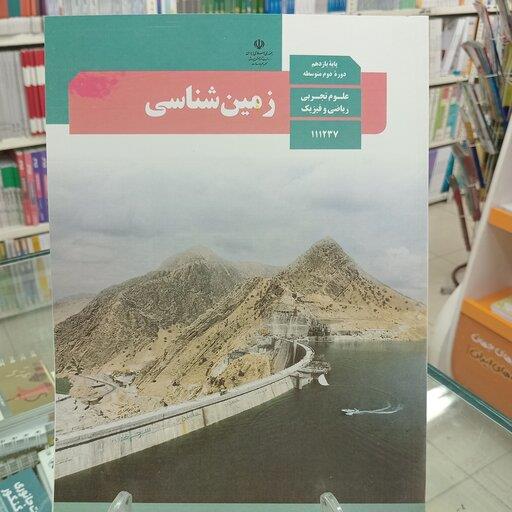 پایهٔ یازدهم
دورهٔ دوم متوسطه
علوم تجربی
ریاضی و فیزیک
۱۱۱۲۳۷
زمین‌شناسی